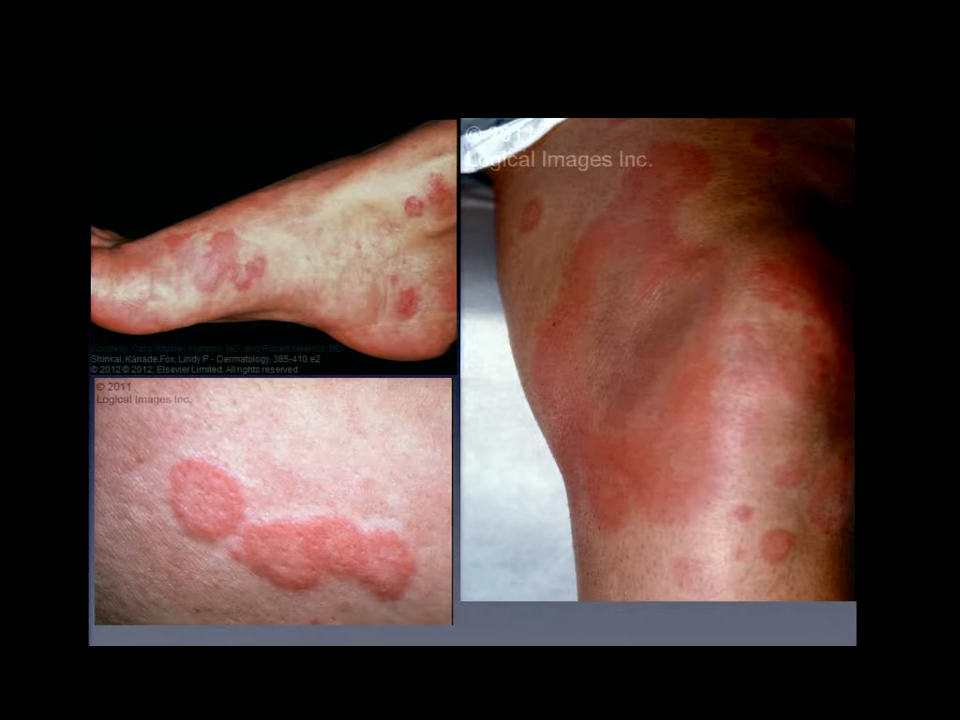 © 2011
Logical Images Inc.
Shinkai, Kanade,Fox, Lindy P - Dermatology, 385-410.e2
© 2012 © 2012, Elsevier Limited. All rights reserved
© 2011
Logical Images Inc.